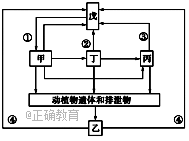 戊
① ② ③
甲 丁 丙
动植物遗体和排泄物
@正确教育
④ 乙 ④